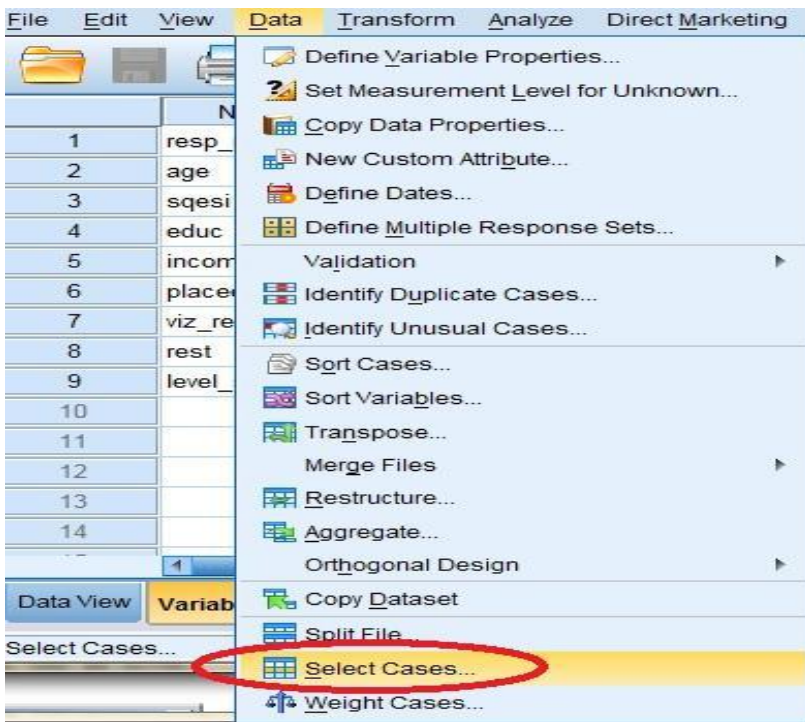 File Edit View Data Transform Analyze Direct Marketing
Define Variable Properties...
Set Measurement Level for Unknown...
Copy Data Properties...
New Custom Attribute...
Define Dates...
Define Multiple Response Sets...
Validation
Identify Duplicate Cases...
Identify Unusual Cases...
Sort Cases...
Sort Variables...
Transpose...
Merge Files
Restructure...
Aggregate...
Orthogonal Design
Copy Dataset
Split File...
Select Cases...
Weight Cases...
N
1 resp_
2 age
3 sqesi
4 educ
5 incom
6
7 viz_re
8 rest
9 level_
10
11
12
13
14
Data View Variab
Select Cases...